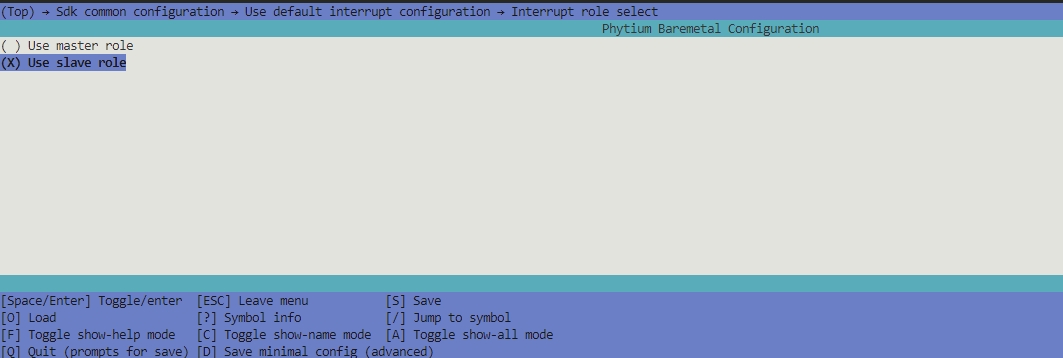 (Top) → Sdk common configuration → Use default interrupt configuration → Interrupt role select
Phytium Baremetal Configuration
( ) Use master role
(X) Use slave role
[Space/Enter] Toggle/enter [ESC] Leave menu [S] Save
[O] Load [?] Symbol info [/] Jump to symbol
[F] Toggle show-help mode [C] Toggle show-name mode [A] Toggle show-all mode
[Q] Quit (prompts for save) [D] Save minimal config (advanced)